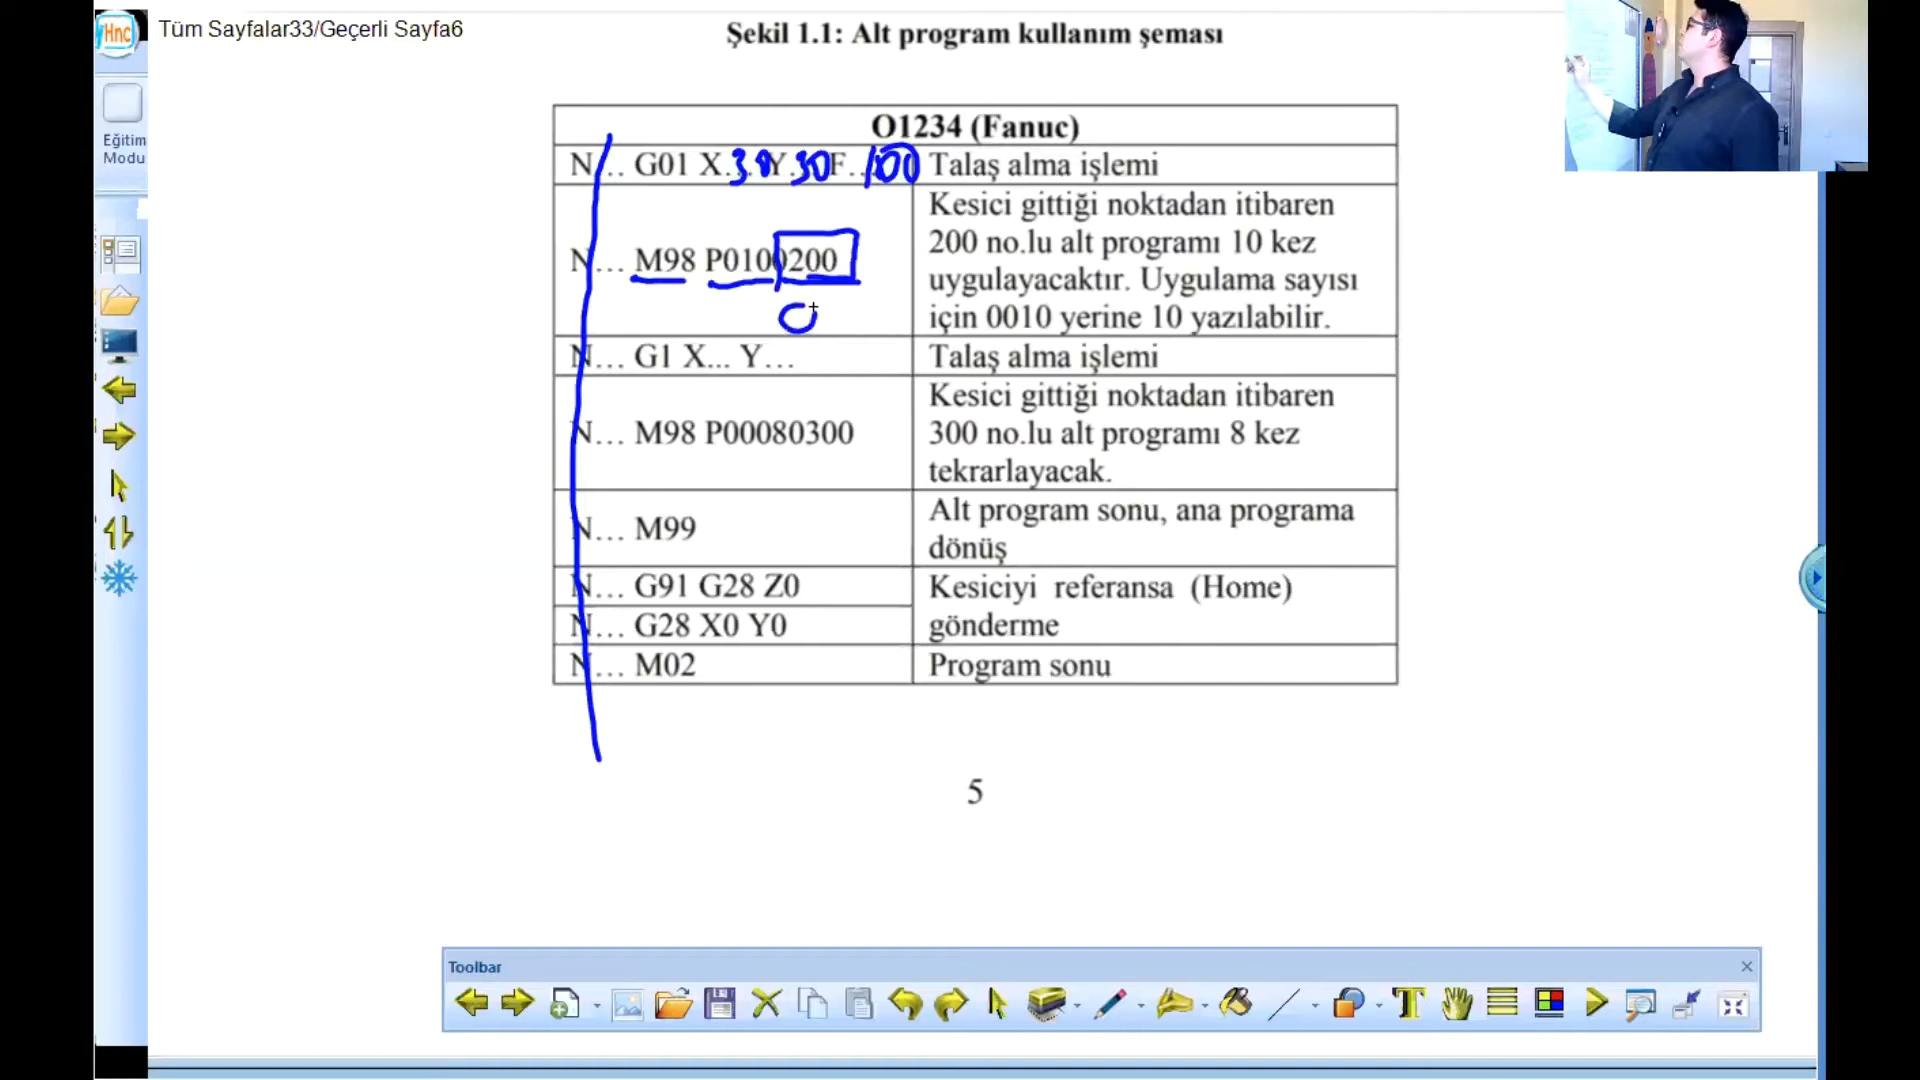 Hnc
Tüm Sayfalar33/Geçerli Sayfa6
Eğitim
Modu
Şekil 1.1: Alt program kullanım şeması
O1234 (Fanuc)
N... G01 X... 30 Y... 30 F... 100 Talaş alma işlemi
N... M98 P0100200
O
Kesici gittiği noktadan itibaren
200 no.lu alt programı 10 kez
uygulayacaktır. Uygulama sayısı
için 0010 yerine 10 yazılabilir.
N... G1 X... Y... Talaş alma işlemi
N... M98 P00080300
Kesici gittiği noktadan itibaren
300 no.lu alt programı 8 kez
tekrarlayacak.
N... M99
Alt program sonu, ana programa
dönüş
N... G91 G28 Z0
N... G28 X0 Y0
Kesiciyi referansa (Home)
gönderme
N... M02 Program sonu
5
Toolbar